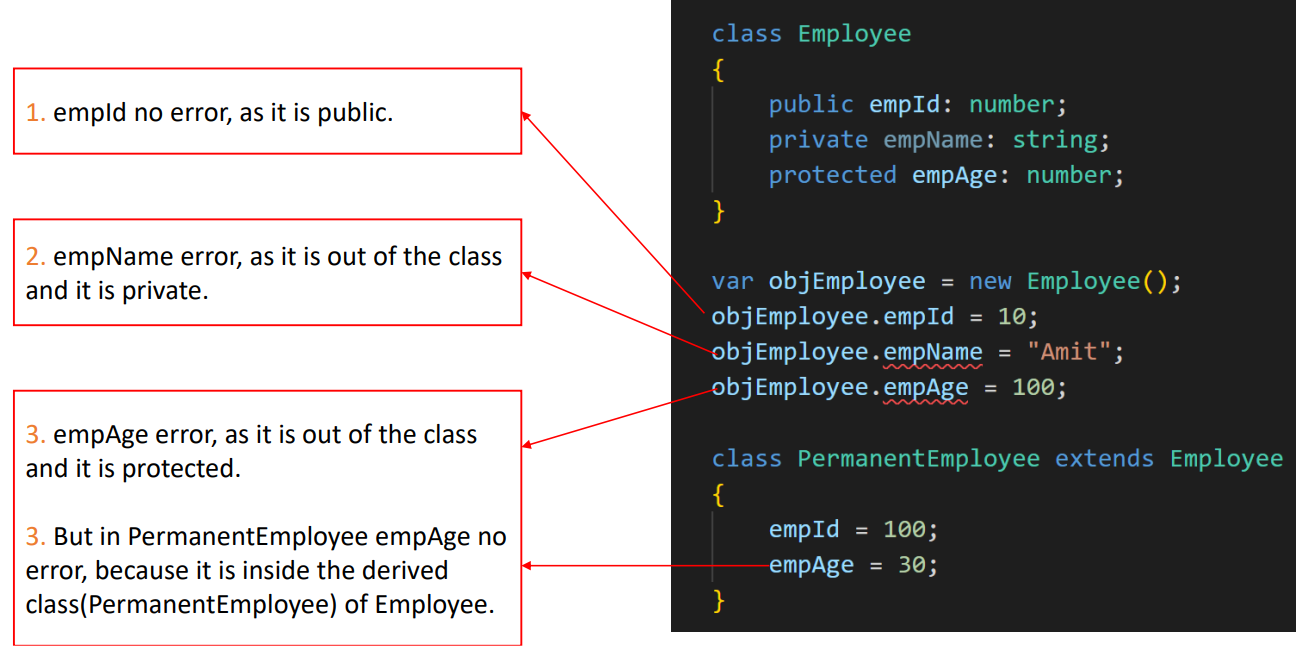 1. empId no error, as it is public.
2. empName error, as it is out of the class
and it is private.
3. empAge error, as it is out of the class
and it is protected.
3. But in PermanentEmployee empAge no
error, because it is inside the derived
class(PermanentEmployee) of Employee.
class Employee
{
    public empId: number;
    private empName: string;
    protected empAge: number;
}
var objEmployee = new Employee();
objEmployee.empId = 10;
objEmployee.empName = "Amit";
objEmployee.empAge = 100;
class PermanentEmployee extends Employee
{
    empId = 100;
    empAge = 30;
}